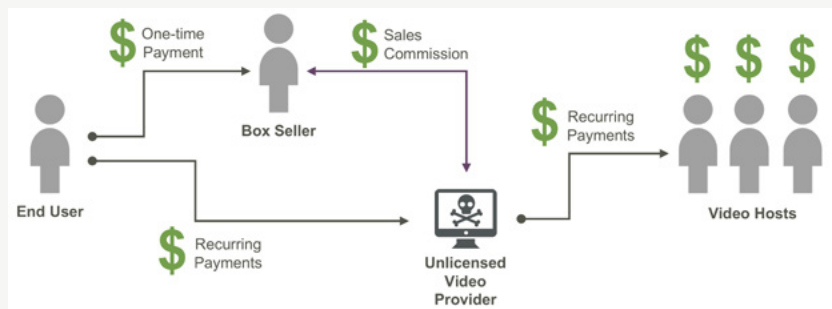 $ One-time
Payment
$ Sales
Commission
$ $ $
Box Seller
$ Recurring
Payments
End User
Video Hosts
$ Recurring
Payments
Unlicensed
Video
Provider